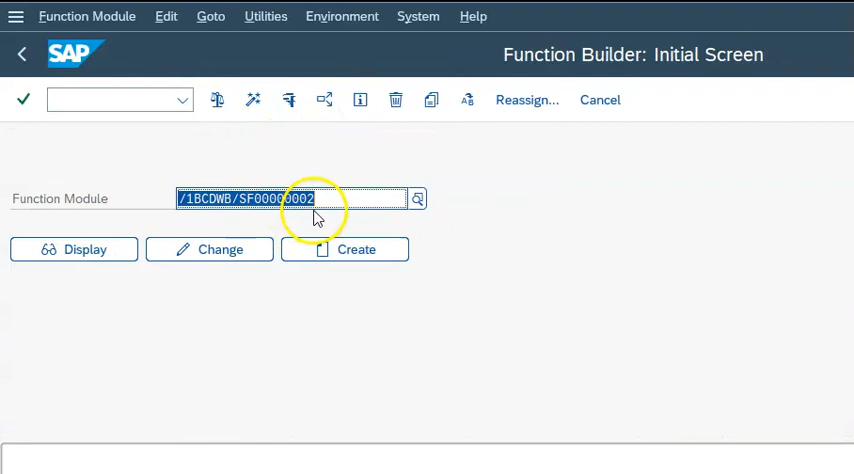 Function Module Edit Goto Utilities Environment System Help
SAP Function Builder: Initial Screen
Reassign... Cancel
Function Module /1BCDWB/SF00000002
Display Change Create